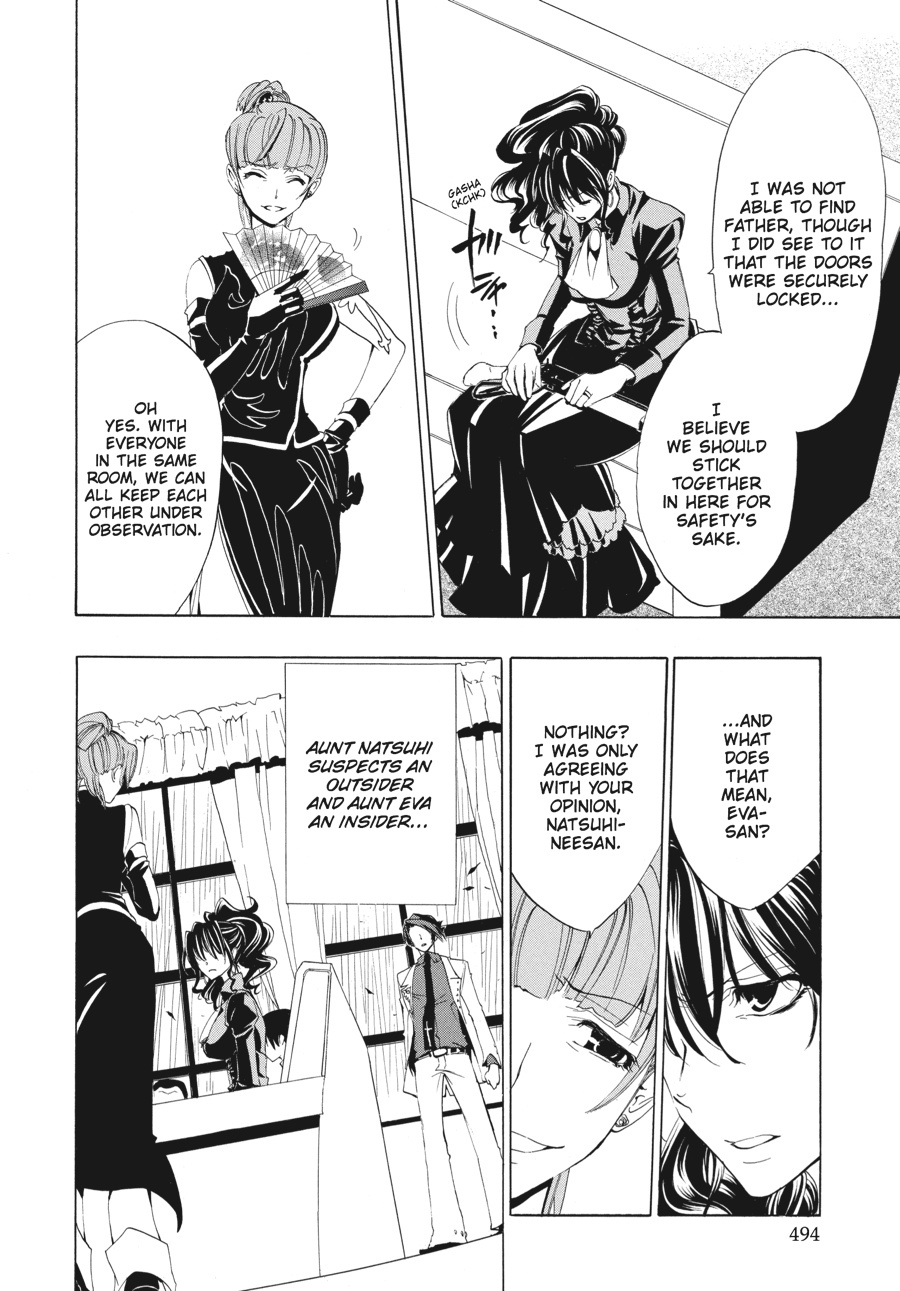 I WAS NOT
ABLE TO FIND
FATHER, THOUGH
I DID SEE TO IT
THAT THE DOORS
WERE SECURELY
LOCKED...
I
BELIEVE
WE SHOULD
STICK
TOGETHER
IN HERE FOR
SAFETY'S
SAKE.
GASHA
(KCHK)
ガシャ...
OH
YES. WITH
EVERYONE
IN THE SAME
ROOM, WE CAN
ALL KEEP EACH
OTHER UNDER
OBSERVATION.
...AND
WHAT
DOES
THAT
MEAN,
EVA-
SAN?
NOTHING?
I WAS ONLY
AGREEING
WITH YOUR
OPINION,
NATSUHI-
NEESAN.
AUNT NATSUHI
SUSPECTS AN
OUTSIDER
AND AUNT EVA
AN INSIDER...
494